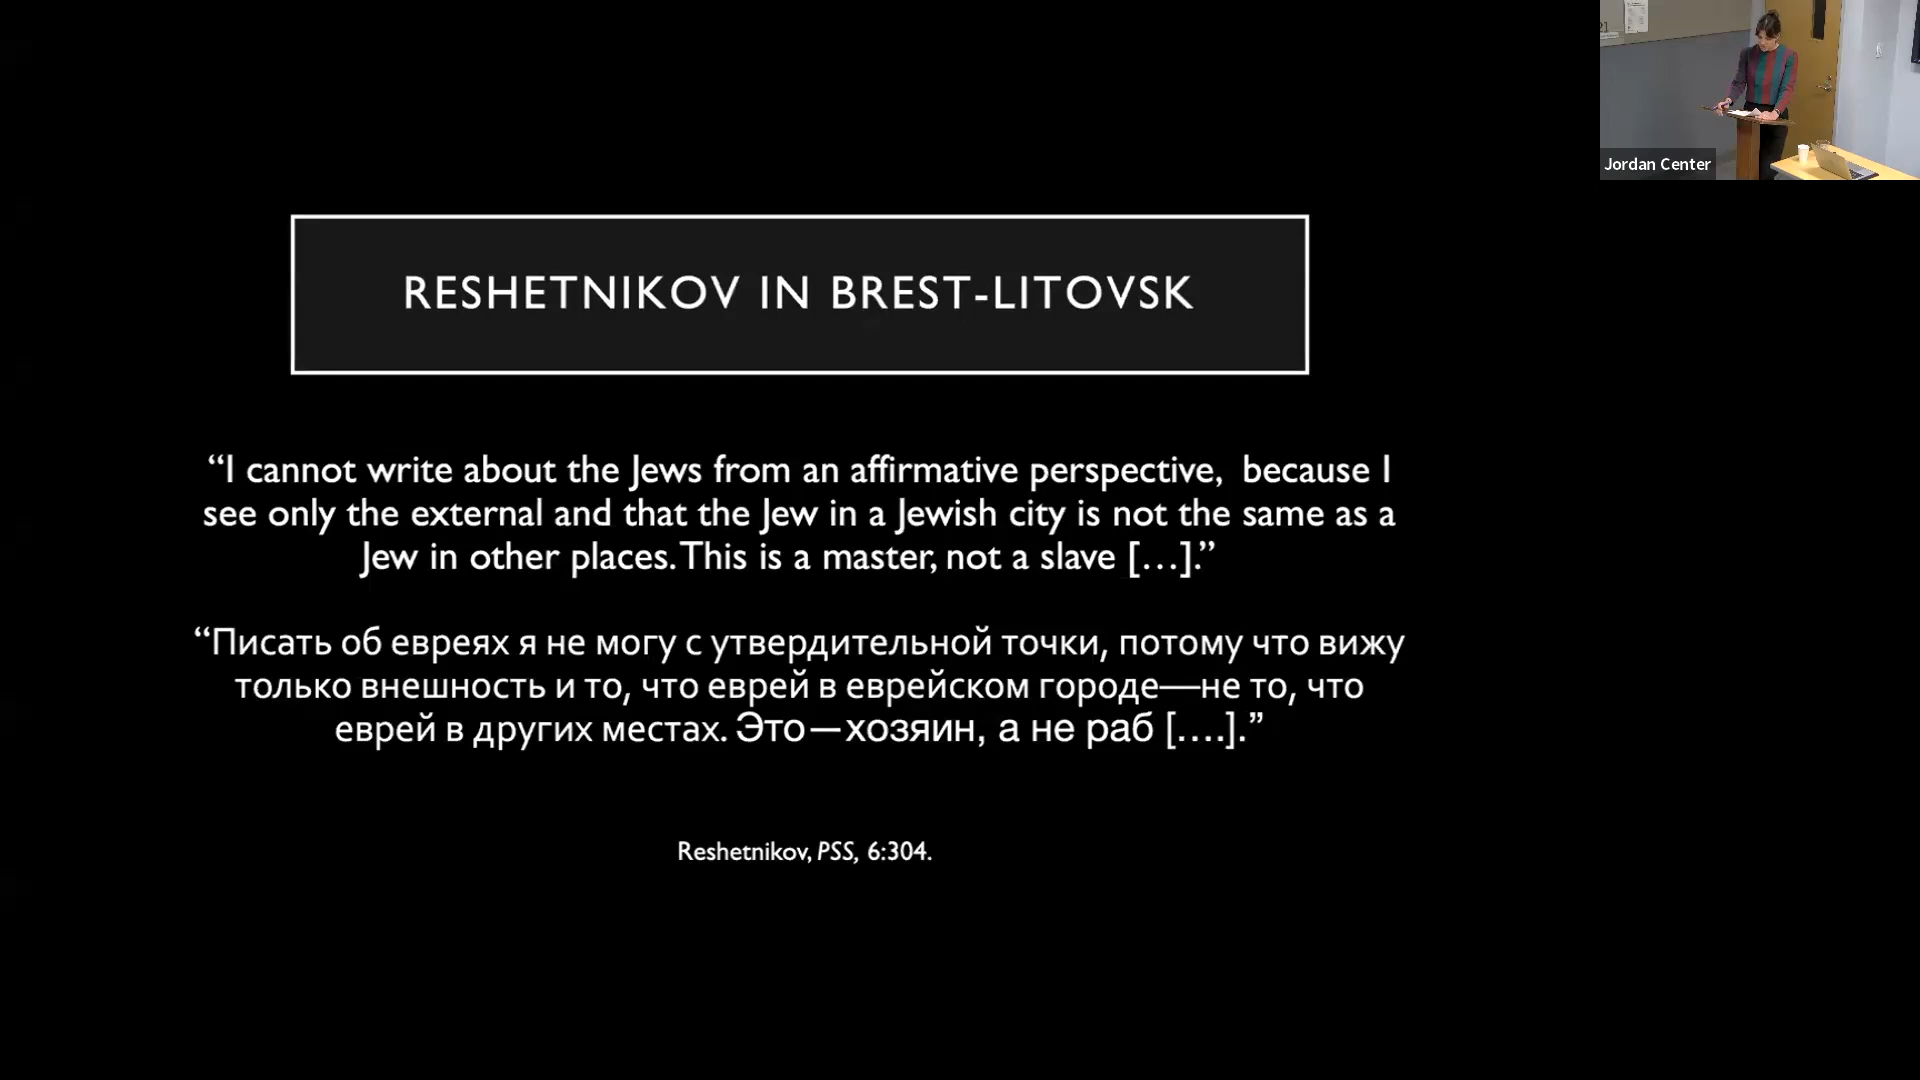 RESHETNIKOV IN BREST-LITOVSK
“I cannot write about the Jews from an affirmative perspective,  because I
see only the external and that the Jew in a Jewish city is not the same as a
Jew in other places. This is a master, not a slave […].”
“Писать об евреях я не могу с утвердительной точки, потому что вижу
только внешность и то, что еврей в еврейском городе—не то, что
еврей в других местах. Это—хозяин, а не раб [….].”
Reshetnikov, PSS, 6:304.
Jordan Center